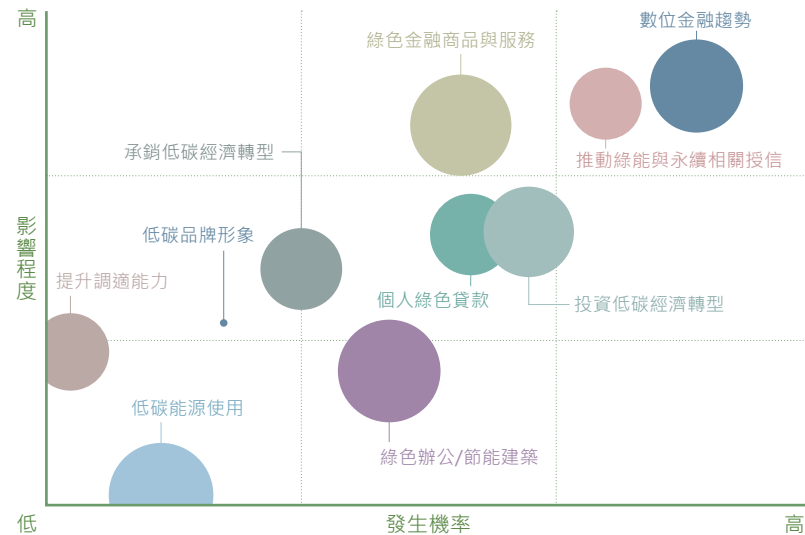 高
數位金融趨勢
綠色金融商品與服務
承銷低碳經濟轉型
推動綠能與永續相關授信
低碳品牌形象
影響程度
提升調適能力
個人綠色貸款
投資低碳經濟轉型
低碳能源使用
綠色辦公/節能建築
低
發生機率
高